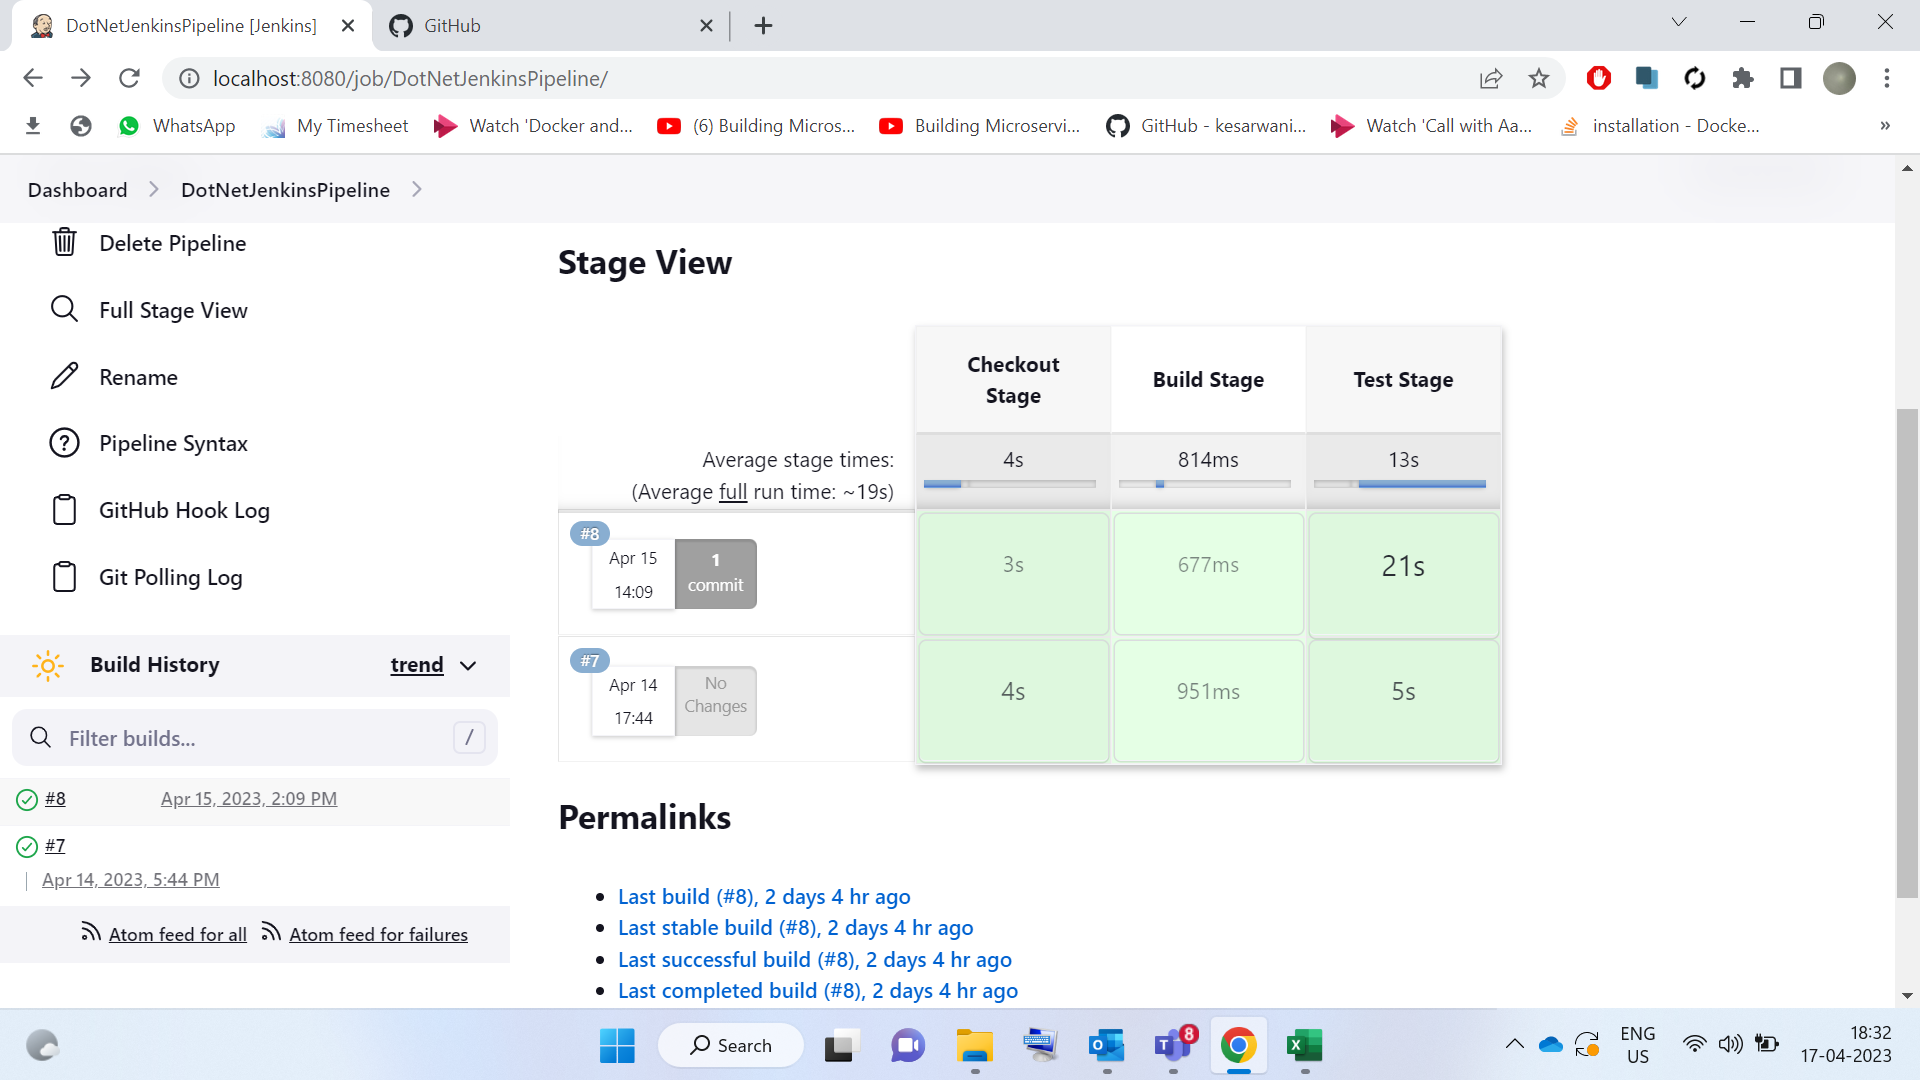 DotNetJenkinsPipeline [Jenkins]
GitHub
localhost:8080/job/DotNetJenkinsPipeline/
WhatsApp
My Timesheet
Watch 'Docker and...
(6) Building Micros...
Building Microservi...
GitHub - kesarwani...
Watch 'Call with Aa...
installation - Docke...
»
Dashboard
DotNetJenkinsPipeline
Delete Pipeline
Full Stage View
Rename
Pipeline Syntax
GitHub Hook Log
Git Polling Log
Build History
trend
Filter builds...
/
#8
Apr 15, 2023, 2:09 PM
#7
Apr 14, 2023, 5:44 PM
Atom feed for all
Atom feed for failures
Stage View
Checkout
Stage
Build Stage
Test Stage
Average stage times:
(Average full run time: ~19s)
4s
814ms
13s
#8
Apr 15
14:09
1
commit
3s
677ms
21s
#7
Apr 14
17:44
No
Changes
4s
951ms
5s
Permalinks
Last build (#8), 2 days 4 hr ago
Last stable build (#8), 2 days 4 hr ago
Last successful build (#8), 2 days 4 hr ago
Last completed build (#8), 2 days 4 hr ago
Search
8
ENG
US
18:32
17-04-2023